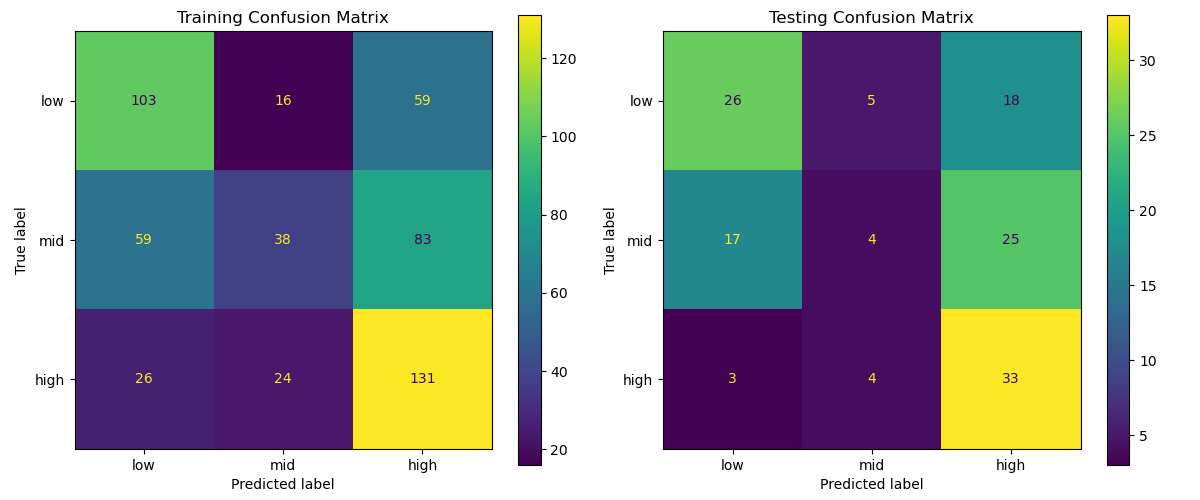 Training Confusion Matrix
True label
low
mid
high
103 16 59
59 38 83
26 24 131
low mid high
Predicted label
120
100
80
60
40
20
Testing Confusion Matrix
True label
low
mid
high
26 5 18
17 4 25
3 4 33
low mid high
Predicted label
30
25
20
15
10
5